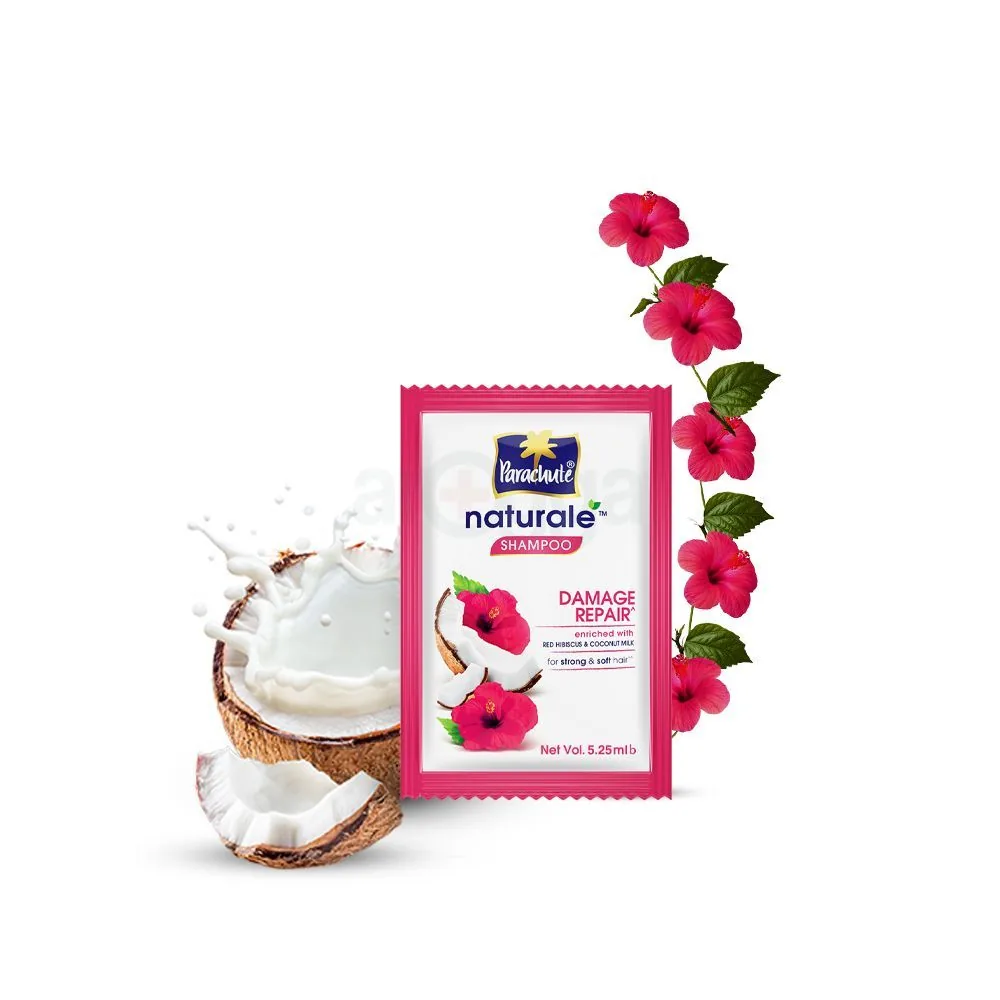 Parachute®
naturale™
SHAMPOO
DAMAGE
REPAIR^
enriched with
RED HIBISCUS & COCONUT MILK
for strong & soft hair^^
Net Vol. 5.25ml b